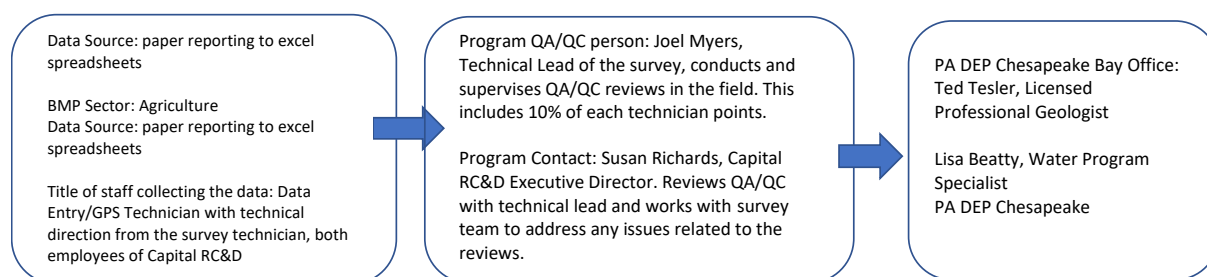 Data Source: paper reporting to excel
spreadsheets
BMP Sector: Agriculture
Data Source: paper reporting to excel
spreadsheets
Title of staff collecting the data: Data
Entry/GPS Technician with technical
direction from the survey technician, both
employees of Capital RC&D
Program QA/QC person: Joel Myers,
Technical Lead of the survey, conducts and
supervises QA/QC reviews in the field. This
includes 10% of each technician points.
Program Contact: Susan Richards, Capital
RC&D Executive Director. Reviews QA/QC
with technical lead and works with survey
team to address any issues related to the
reviews.
PA DEP Chesapeake Bay Office:
Ted Tesler, Licensed
Professional Geologist
Lisa Beatty, Water Program
Specialist
PA DEP Chesapeake